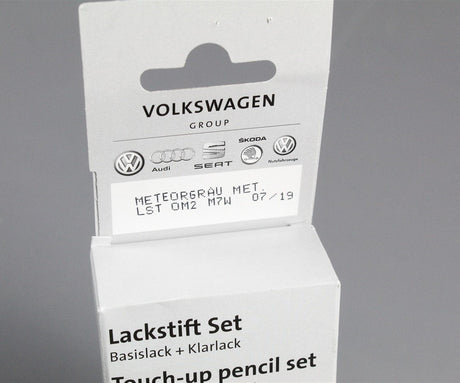 VOLKSWAGEN
GROUP
Audi
SEAT
ŠKODA
Nutzfahrzeuge
METEORGRAU MET.
LST OM2 M7W 07/19
Lackstift Set
Basislack + Klarlack
Touch-up pencil set